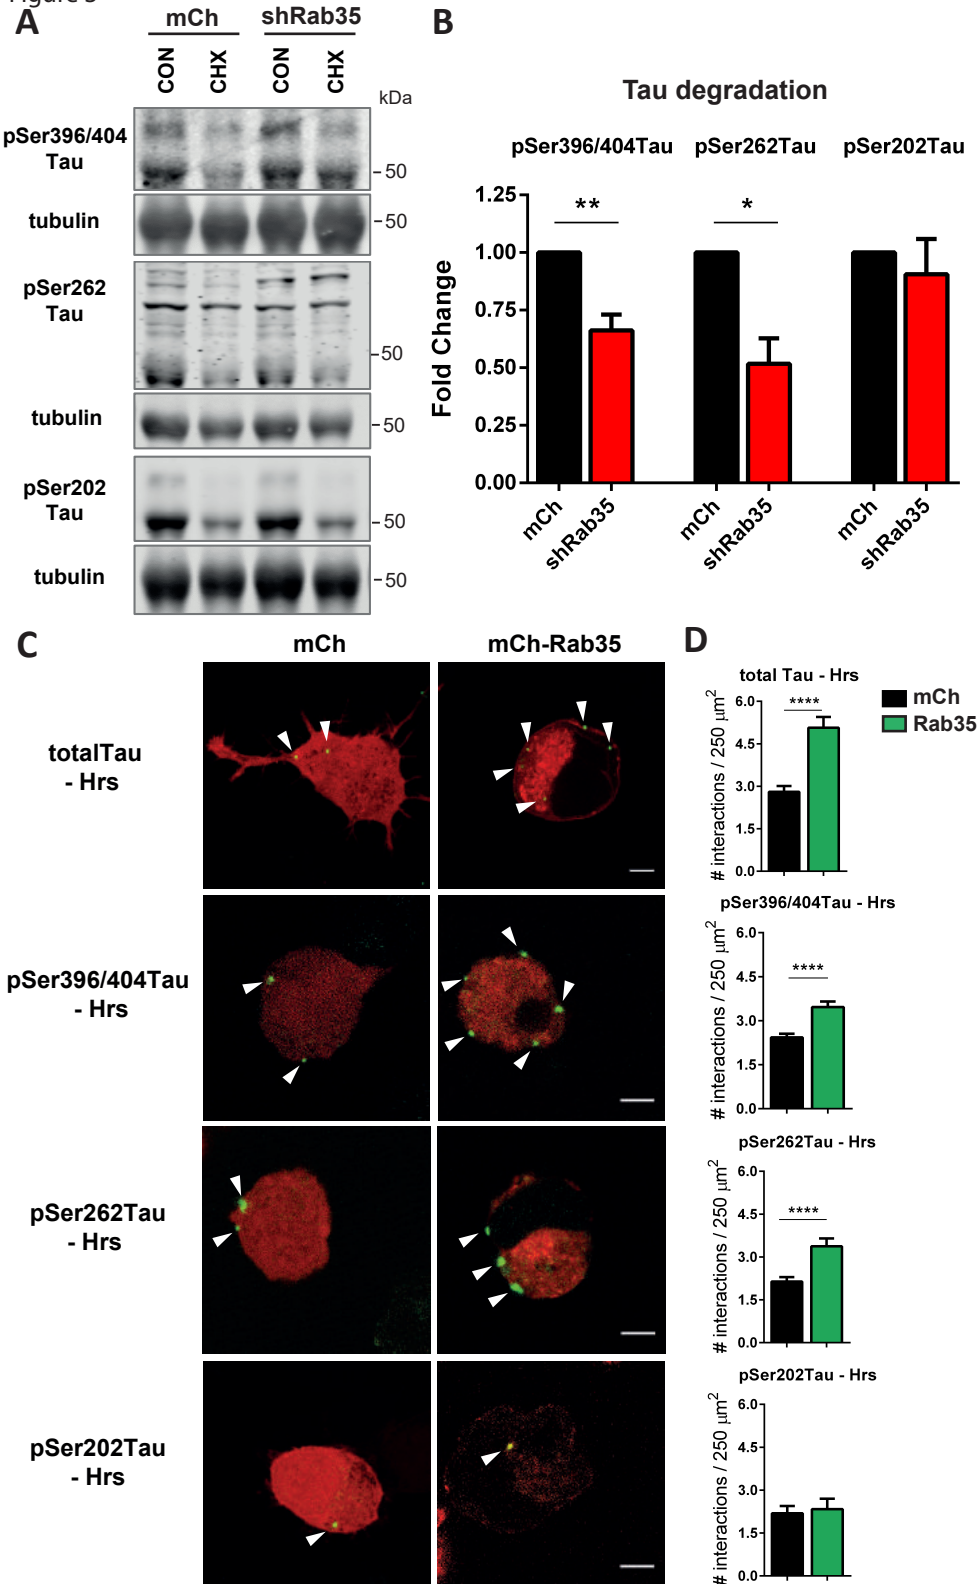 A
mCh
shRab35
CON
CHX
CON
CHX
kDa
pSer396/404
Tau
50
tubulin
50
pSer262
Tau
50
tubulin
50
pSer202
Tau
50
tubulin
50
B
Tau degradation
pSer396/404Tau
pSer262Tau
pSer202Tau
Fold Change
1.25
1.00
0.75
0.50
0.25
0.00
**
*
mCh
shRab35
mCh
shRab35
mCh
shRab35
C
mCh
mCh-Rab35
totalTau
- Hrs
pSer396/404Tau
- Hrs
pSer262Tau
- Hrs
pSer202Tau
- Hrs
D
mCh
Rab35
total Tau - Hrs
# interactions / 250 μm²
6.0
4.5
3.0
1.5
0.0
****
pSer396/404Tau - Hrs
# interactions / 250 μm²
6.0
4.5
3.0
1.5
0.0
****
pSer262Tau - Hrs
# interactions / 250 μm²
6.0
4.5
3.0
1.5
0.0
****
pSer202Tau - Hrs
# interactions / 250 μm²
6.0
4.5
3.0
1.5
0.0